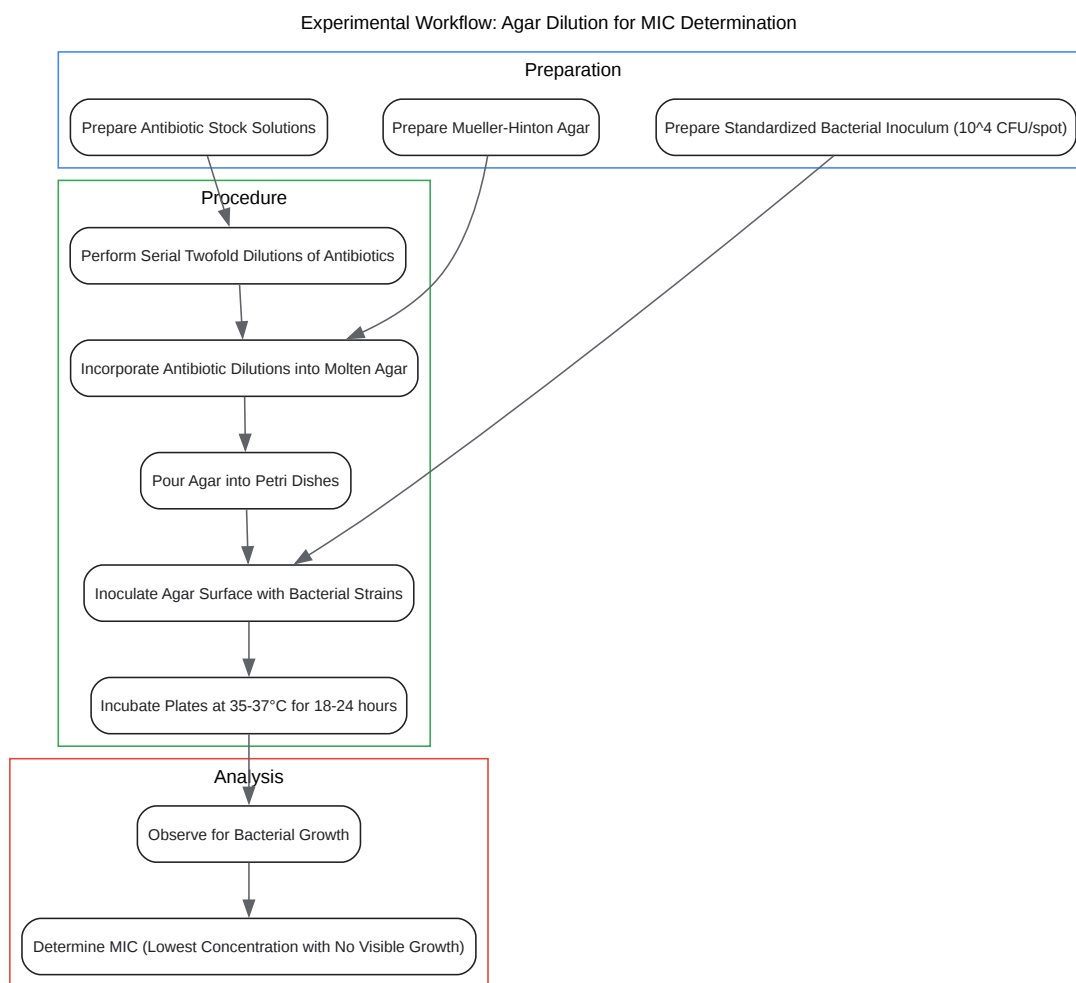 Experimental Workflow: Agar Dilution for MIC Determination
Preparation
Prepare Antibiotic Stock Solutions
Prepare Mueller-Hinton Agar
Prepare Standardized Bacterial Inoculum (10^4 CFU/spot)
Procedure
Perform Serial Twofold Dilutions of Antibiotics
Incorporate Antibiotic Dilutions into Molten Agar
Pour Agar into Petri Dishes
Inoculate Agar Surface with Bacterial Strains
Incubate Plates at 35-37°C for 18-24 hours
Analysis
Observe for Bacterial Growth
Determine MIC (Lowest Concentration with No Visible Growth)